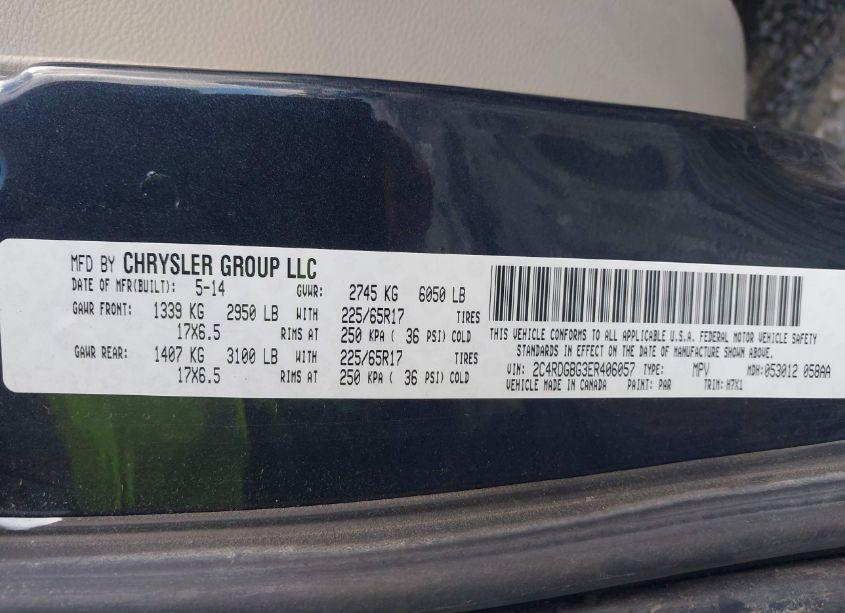 MFD BY CHRYSLER GROUP LLC
DATE OF MFR(BUILT): 5-14 GVWR: 2745 KG 6050 LB
GAWR FRONT: 1339 KG 2950 LB WITH 225/65R17 TIRES
17X6.5 RIMS AT 250 KPA ( 36 PSI) COLD
GAWR REAR: 1407 KG 3100 LB WITH 225/65R17 TIRES
17X6.5 RIMS AT 250 KPA ( 36 PSI) COLD
THIS VEHICLE CONFORMS TO ALL APPLICABLE U.S.A. FEDERAL MOTOR VEHICLE SAFETY
STANDARDS IN EFFECT ON THE DATE OF MANUFACTURE SHOWN ABOVE.
VIN: 2C4RDGBG3ER406057 TYPE: MPV MDH: 053012 058AA
VEHICLE MADE IN CANADA PAINT: PAR TRIM: H7X1